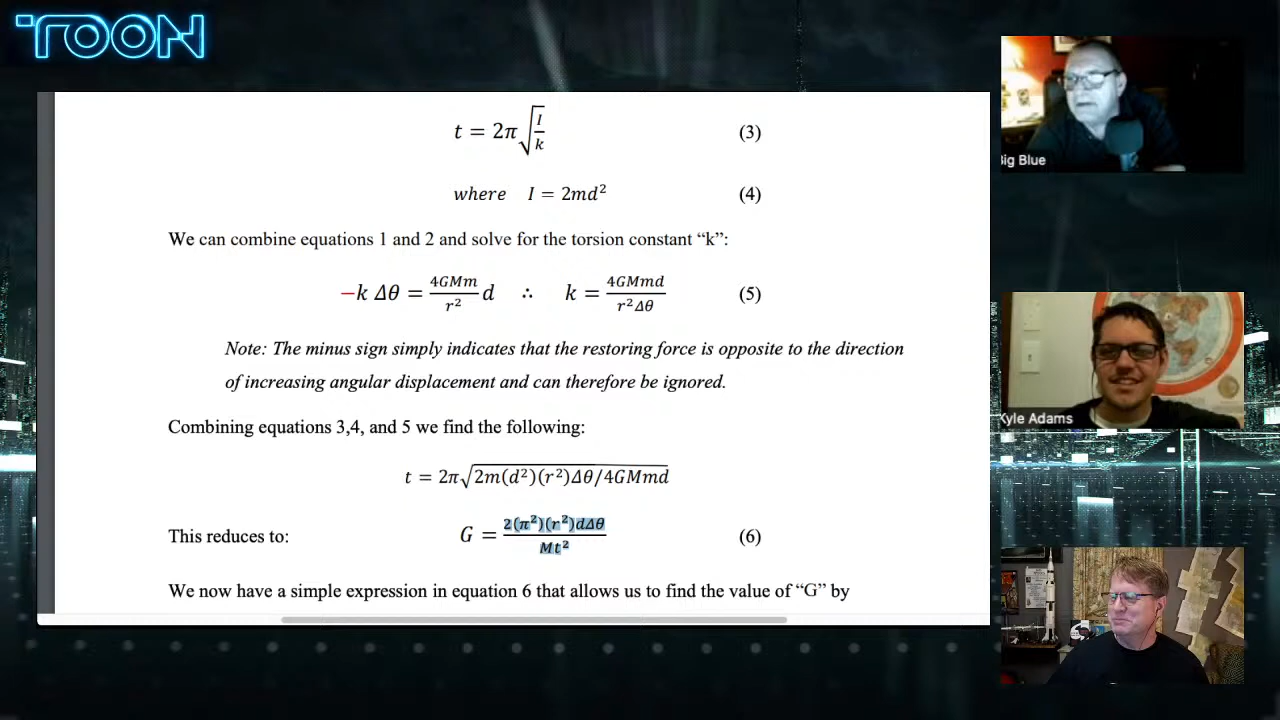 TOON
t = 2π√(I/k) (3)
where I = 2md² (4)
We can combine equations 1 and 2 and solve for the torsion constant “k”:
−k Δθ = 4GMm/r² d ∴ k = 4GMmd/r²Δθ (5)
Note: The minus sign simply indicates that the restoring force is opposite to the direction
of increasing angular displacement and can therefore be ignored.
Combining equations 3,4, and 5 we find the following:
t = 2π√(2m(d²)(r²)Δθ/4GMmd)
This reduces to: G = 2(π²)(r²)dΔθ/Mt² (6)
We now have a simple expression in equation 6 that allows us to find the value of “G” by
Big Blue
Kyle Adams